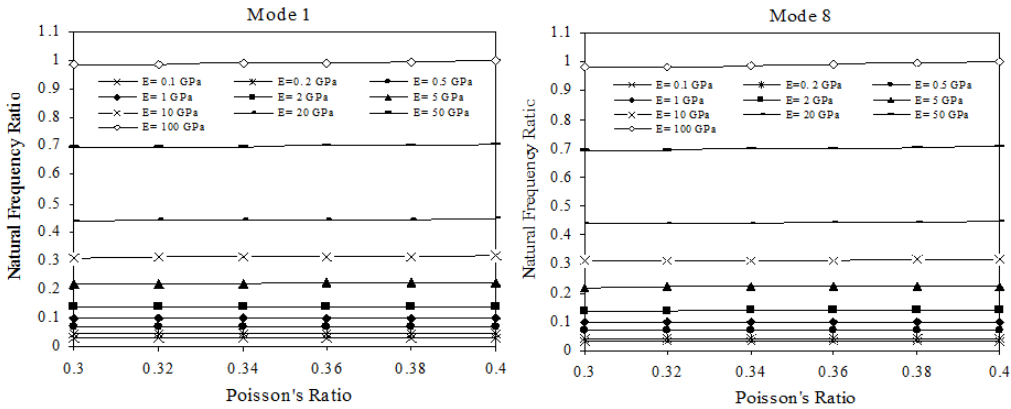 Mode 1
Natural Frequency Ratio
1.1
1
0.9
0.8
0.7
0.6
0.5
0.4
0.3
0.2
0.1
0
E= 0.1 GPa E=0. 2 GPa E= 0.5 GPa
E= 1 GPa E= 2 GPa E= 5 GPa
E= 10 GPa E= 20 GPa E= 50 GPa
E= 100 GPa
0.3 0.32 0.34 0.36 0.38 0.4
Poisson's Ratio
Mode 8
Natural Frequency Ratio
1.1
1
0.9
0.8
0.7
0.6
0.5
0.4
0.3
0.2
0.1
0
E= 0.1 GPa E= 0. 2 GPa E= 0.5 GPa
E= 1 GPa E= 2 GPa E= 5 GPa
E= 10 GPa E= 20 GPa E= 50 GPa
E= 100 GPa
0.3 0.32 0.34 0.36 0.38 0.4
Poisson's Ratio